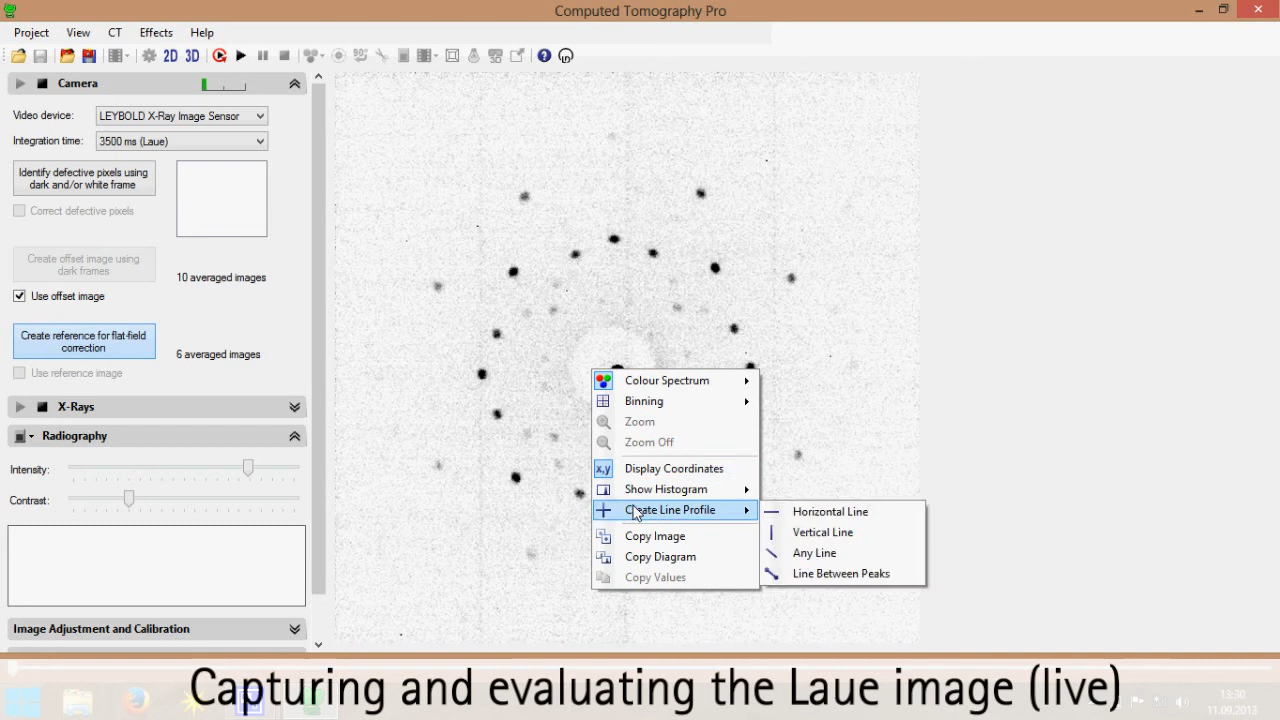 Computed Tomography Pro
Project View CT Effects Help
2D 3D
Camera
Video device: LEYBOLD X-Ray Image Sensor
Integration time: 3500 ms (Laue)
Identify defective pixels using
dark and/or white frame
Correct defective pixels
Create offset image using
dark frames
10 averaged images
Use offset image
Create reference for flat-field
correction
6 averaged images
Use reference image
X-Rays
Radiography
Intensity:
Contrast:
Image Adjustment and Calibration
Colour Spectrum
Binning
Zoom
Zoom Off
x,y Display Coordinates
Show Histogram
Create Line Profile
Copy Image
Copy Diagram
Copy Values
Horizontal Line
Vertical Line
Any Line
Line Between Peaks
Capturing and evaluating the Laue image (live)
13:30
11.09.2013